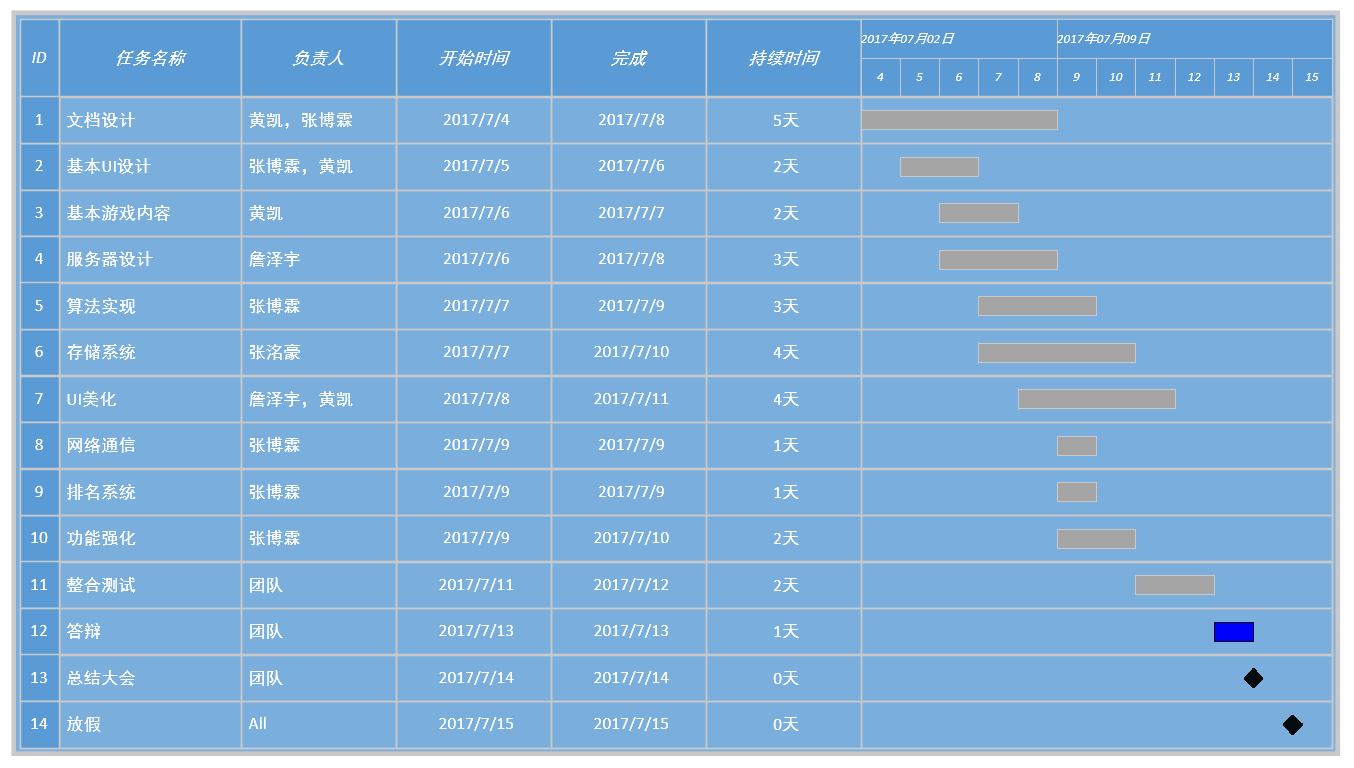 ID 任务名称 负责人 开始时间 完成 持续时间 2017年07月02日 2017年07月09日
4 5 6 7 8 9 10 11 12 13 14 15
1 文档设计 黄凯，张博霖 2017/7/4 2017/7/8 5天
2 基本UI设计 张博霖，黄凯 2017/7/5 2017/7/6 2天
3 基本游戏内容 黄凯 2017/7/6 2017/7/7 2天
4 服务器设计 詹泽宇 2017/7/6 2017/7/8 3天
5 算法实现 张博霖 2017/7/7 2017/7/9 3天
6 存储系统 张洺豪 2017/7/7 2017/7/10 4天
7 UI美化 詹泽宇，黄凯 2017/7/8 2017/7/11 4天
8 网络通信 张博霖 2017/7/9 2017/7/9 1天
9 排名系统 张博霖 2017/7/9 2017/7/9 1天
10 功能强化 张博霖 2017/7/9 2017/7/10 2天
11 整合测试 团队 2017/7/11 2017/7/12 2天
12 答辩 团队 2017/7/13 2017/7/13 1天
13 总结大会 团队 2017/7/14 2017/7/14 0天
14 放假 All 2017/7/15 2017/7/15 0天